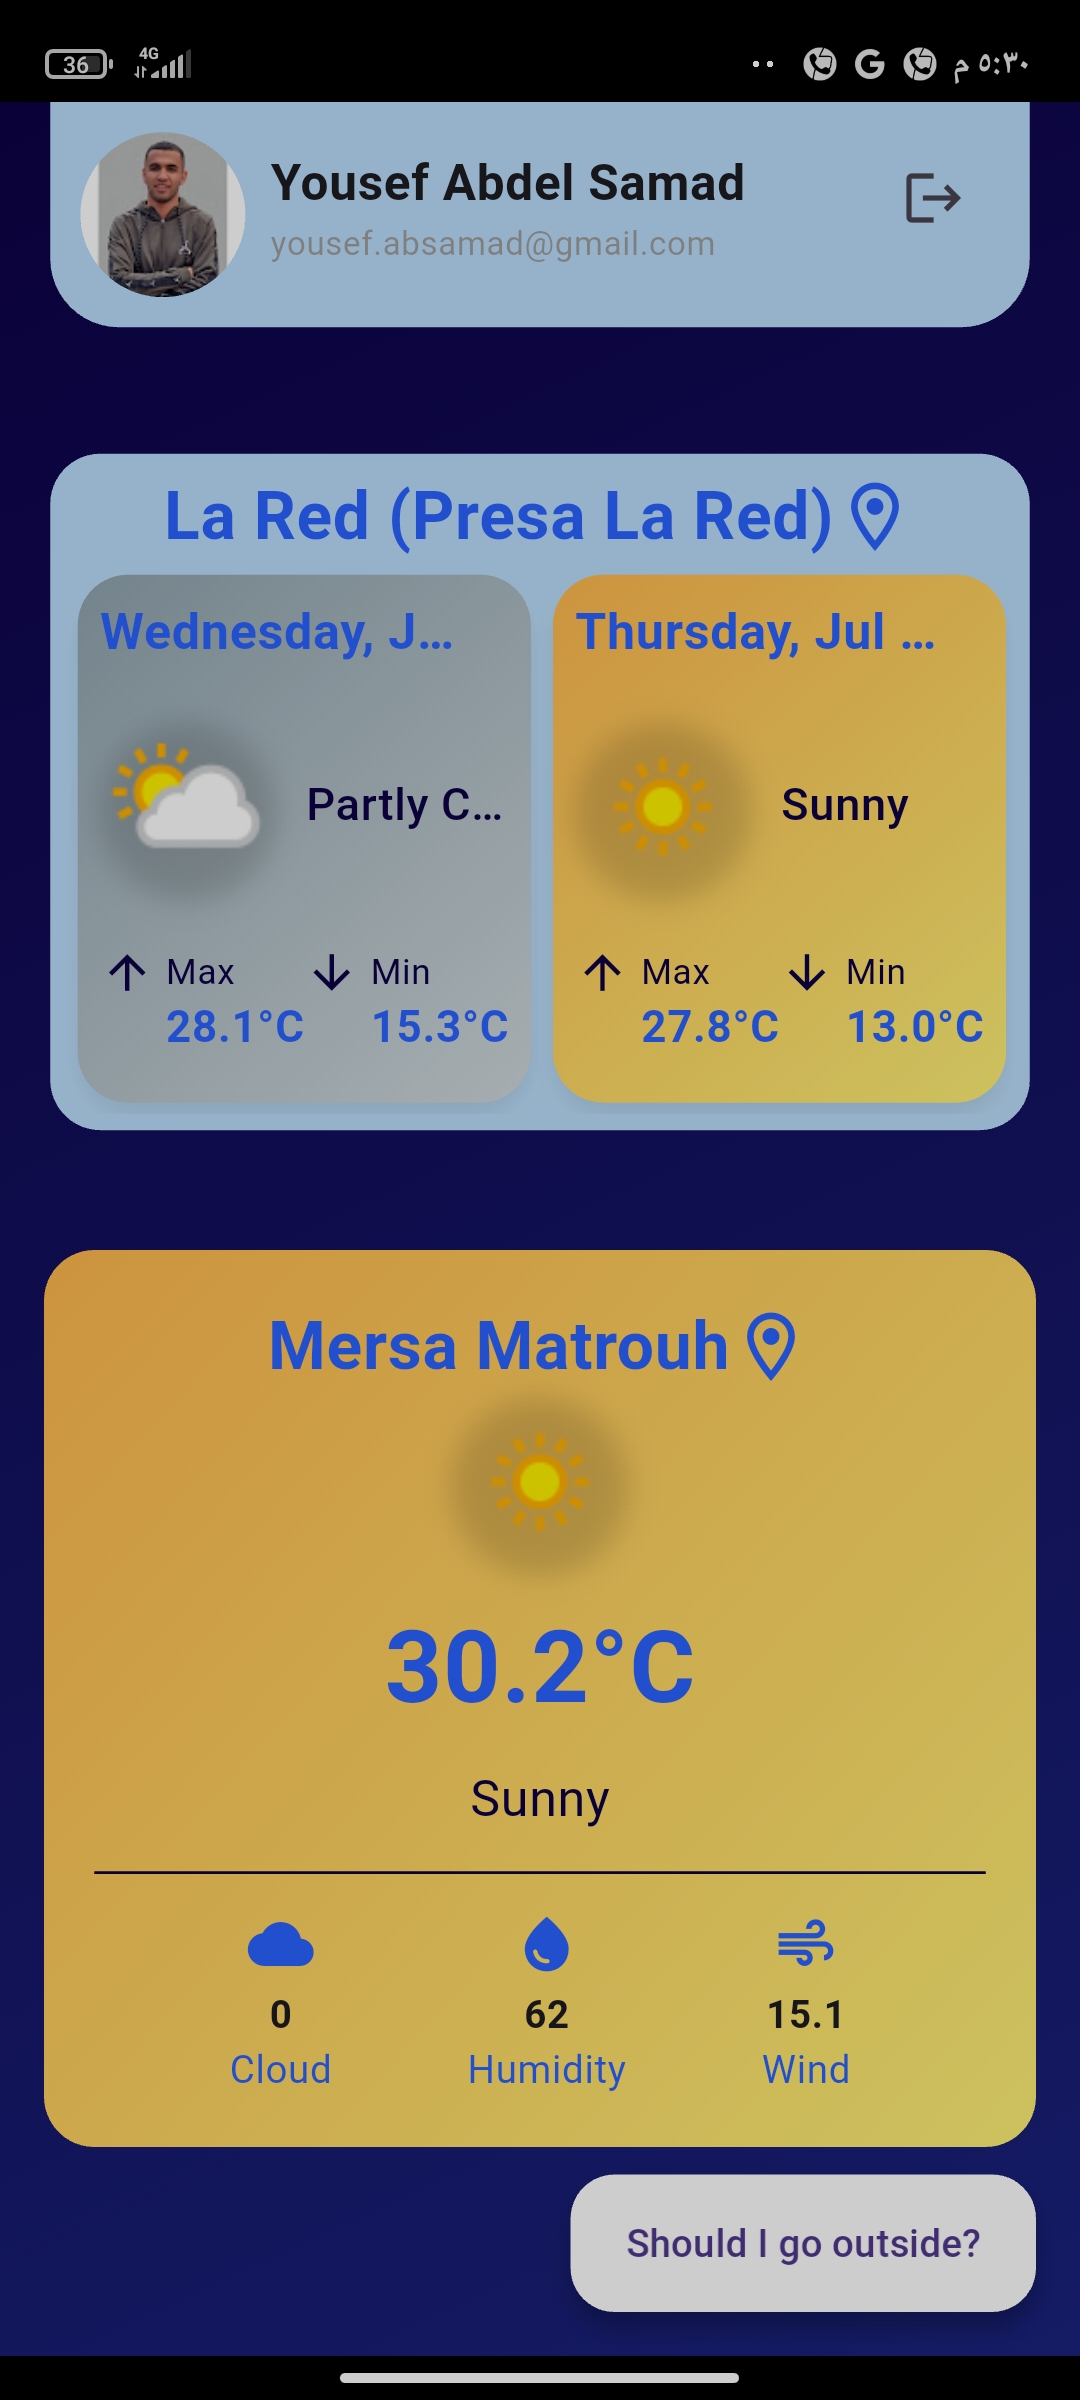 36
4G
٥:٣٠ م
Yousef Abdel Samad
yousef.absamad@gmail.com
La Red (Presa La Red)
Wednesday, J...
Thursday, Jul ...
Partly C...
Sunny
Max
Min
Max
Min
28.1°C
15.3°C
27.8°C
13.0°C
Mersa Matrouh
30.2°C
Sunny
0
62
15.1
Cloud
Humidity
Wind
Should I go outside?